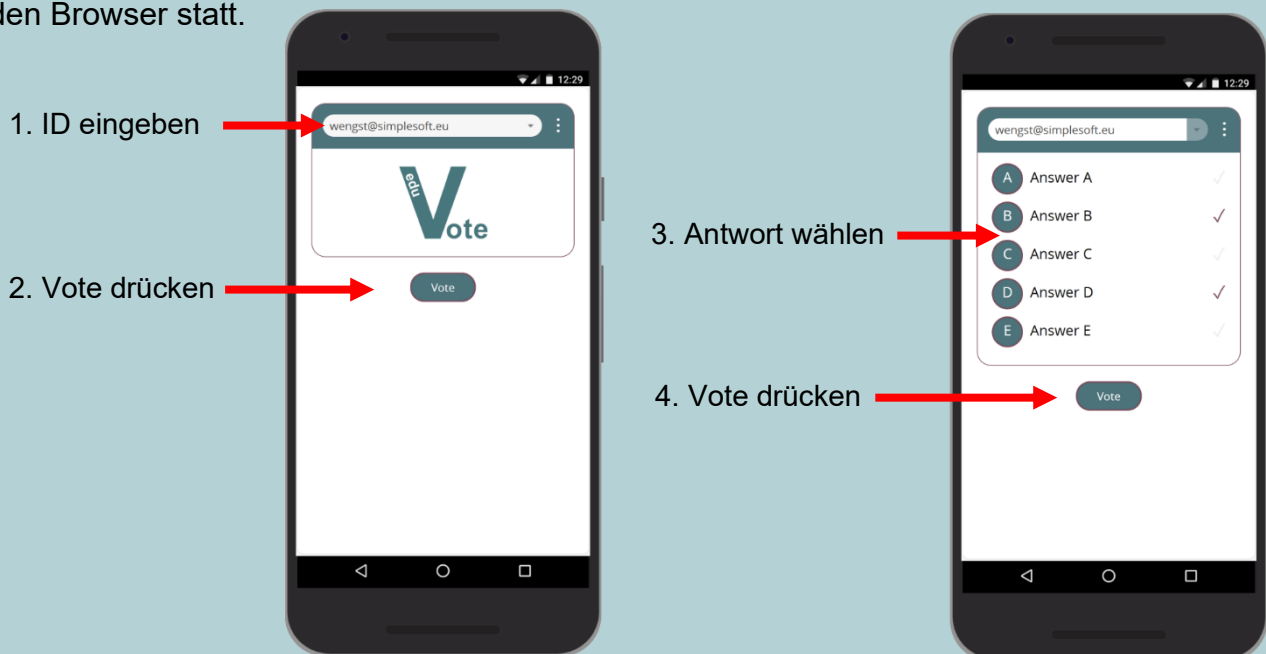 den Browser statt.
1. ID eingeben
2. Vote drücken
12:29
wengst@simplesoft.eu
edu
Vote
Vote
3. Antwort wählen
4. Vote drücken
12:29
wengst@simplesoft.eu
A Answer A
B Answer B
C Answer C
D Answer D
E Answer E
Vote